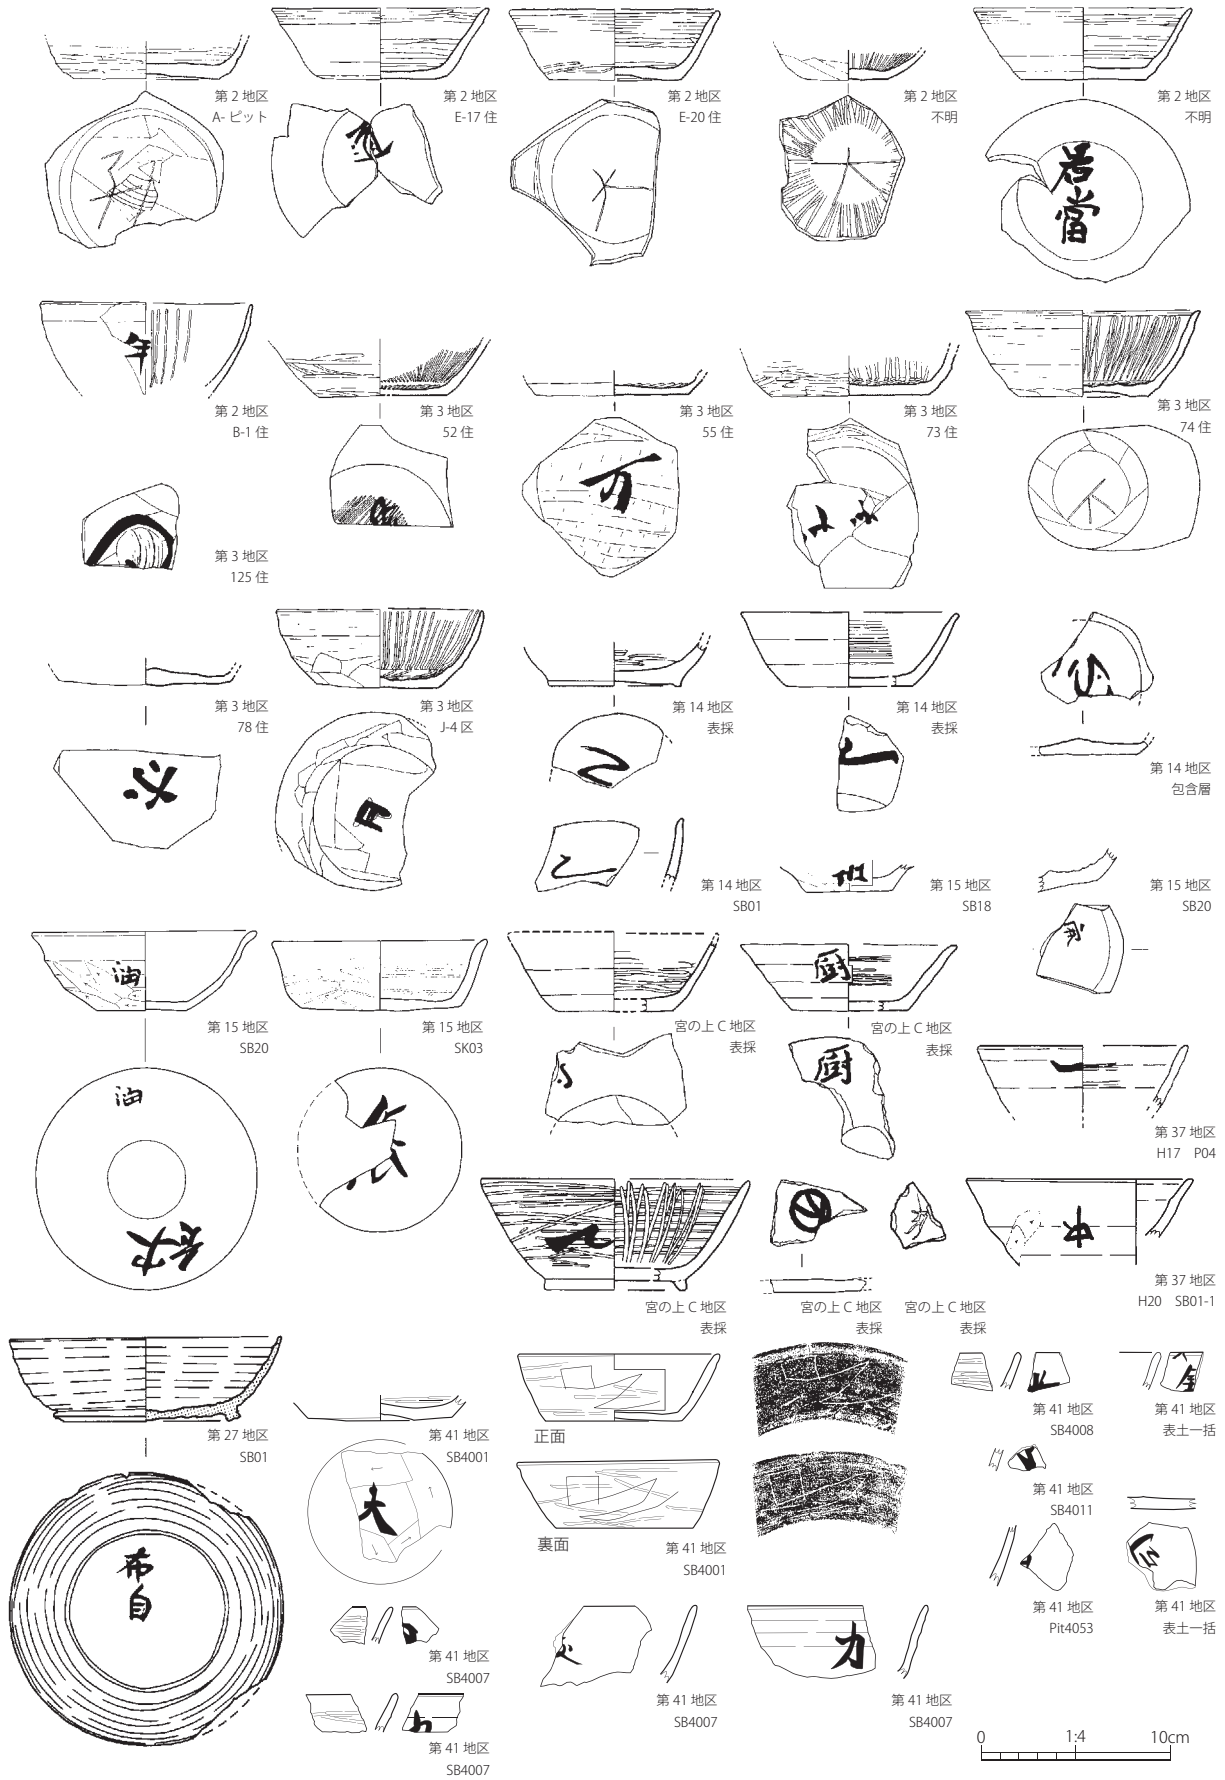 第 2 地区
A- ピット
第 2 地区
E-17 住
第 2 地区
E-20 住
第 2 地区
不明
第 2 地区
不明
若當
年
第 2 地区
B-1 住
第 3 地区
52 住
第 3 地区
55 住
第 3 地区
73 住
第 3 地区
74 住
万
第 3 地区
125 住
第 3 地区
78 住
第 3 地区
J-4 区
第 14 地区
表採
第 14 地区
表採
第 14 地区
包含層
第 14 地区
SB01
第 15 地区
SB18
第 15 地区
SB20
油
第 15 地区
SB20
第 15 地区
SK03
宮の上 C 地区
表採
厨
宮の上 C 地区
表採
油
厨
第 37 地区
H17 P04
宮の上 C 地区
表採
宮の上 C 地区
表採
宮の上 C 地区
表採
中
第 37 地区
H20 SB01-1
第 27 地区
SB01
希
自
第 41 地区
SB4001
大
正面
裏面
第 41 地区
SB4001
第 41 地区
SB4008
第 41 地区
表土一括
第 41 地区
SB4011
第 41 地区
Pit4053
第 41 地区
表土一括
第 41 地区
SB4007
第 41 地区
SB4007
第 41 地区
SB4007
力
第 41 地区
SB4007
0 1:4 10cm